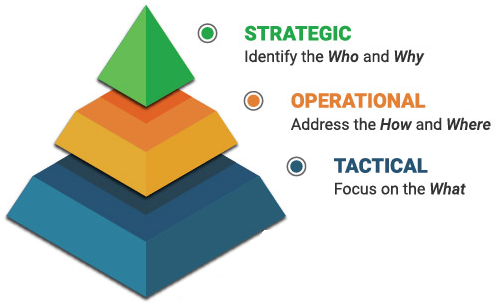 STRATEGIC
Identify the Who and Why
OPERATIONAL
Address the How and Where
TACTICAL
Focus on the What